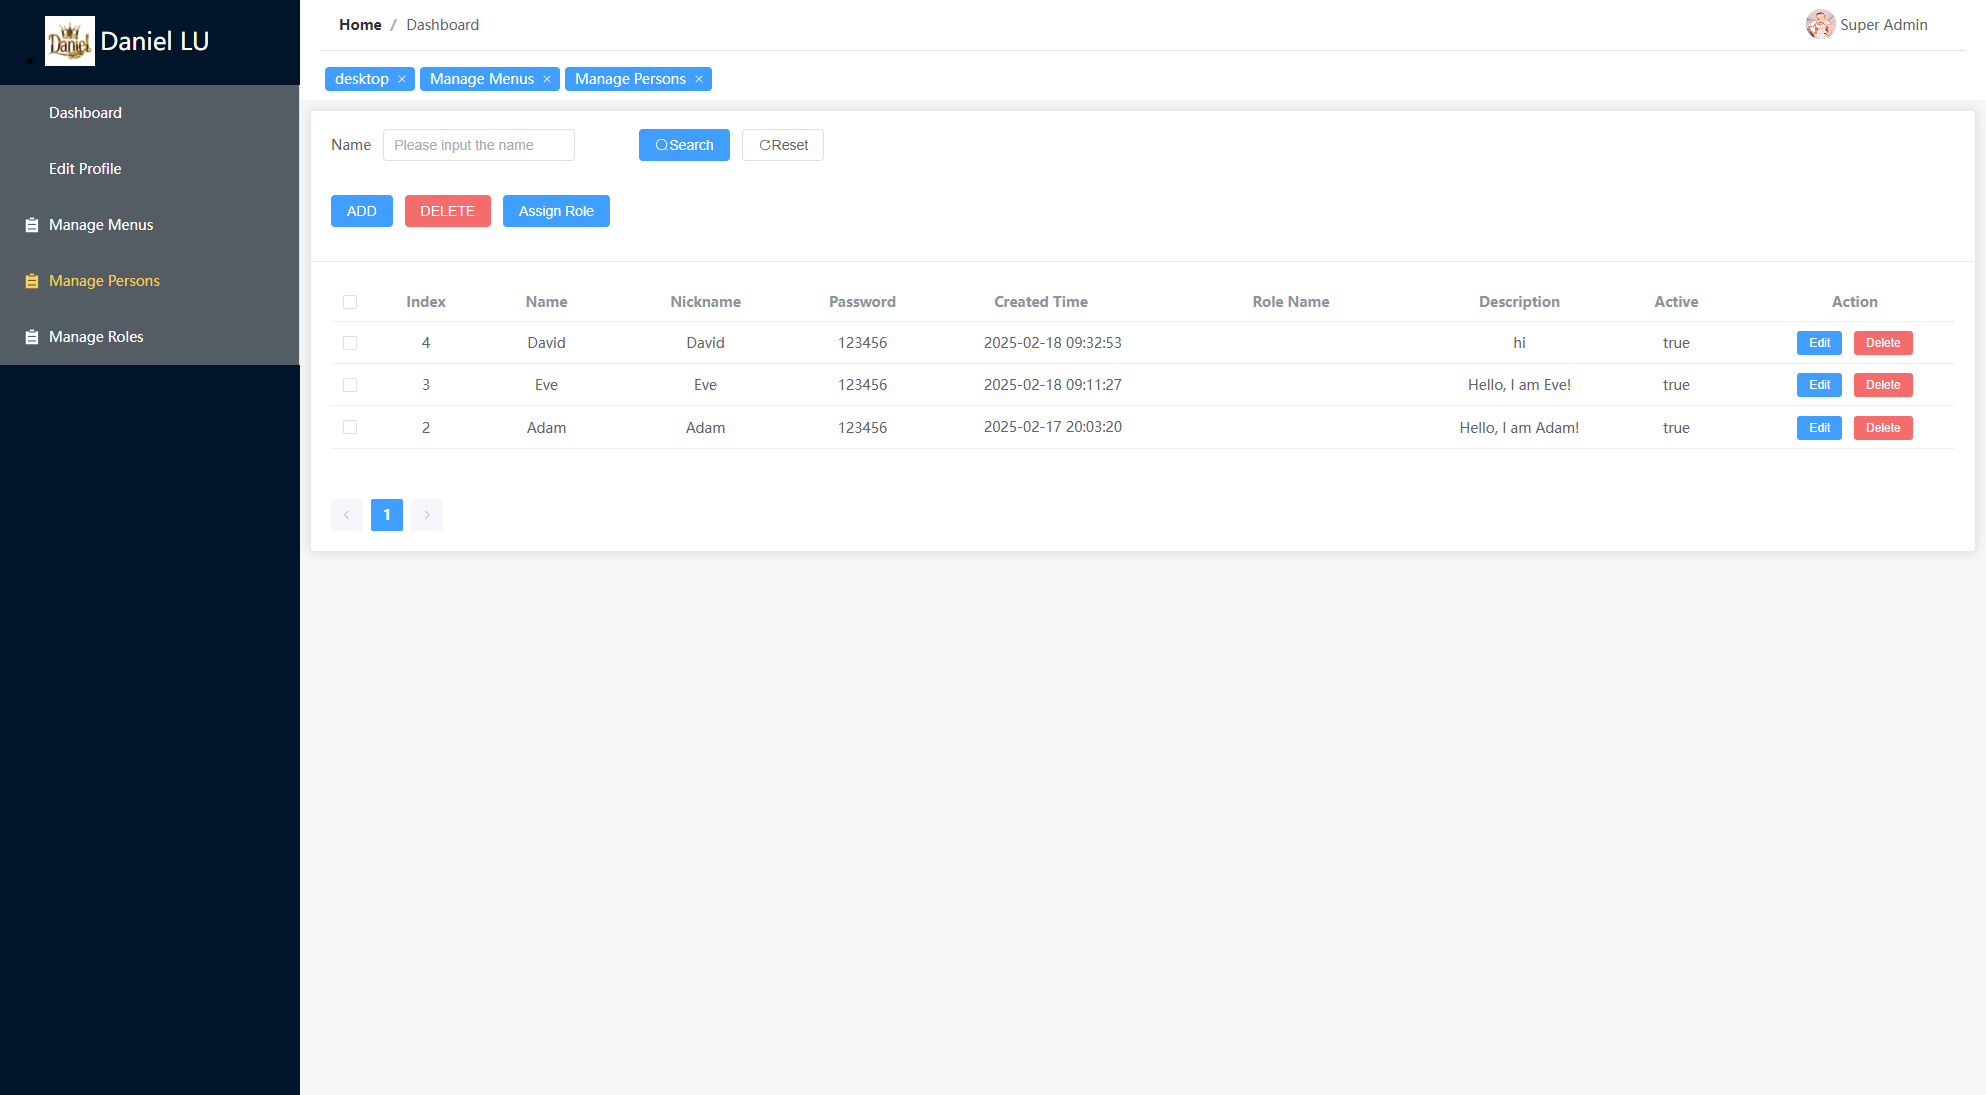 Daniel
Daniel LU
Dashboard
Edit Profile
Manage Menus
Manage Persons
Manage Roles
Home / Dashboard
Super Admin
desktop × Manage Menus × Manage Persons ×
Name Please input the name Search Reset
ADD DELETE Assign Role
Index Name Nickname Password Created Time Role Name Description Active Action
4 David David 123456 2025-02-18 09:32:53 hi true Edit Delete
3 Eve Eve 123456 2025-02-18 09:11:27 Hello, I am Eve! true Edit Delete
2 Adam Adam 123456 2025-02-17 20:03:20 Hello, I am Adam! true Edit Delete
< 1 >